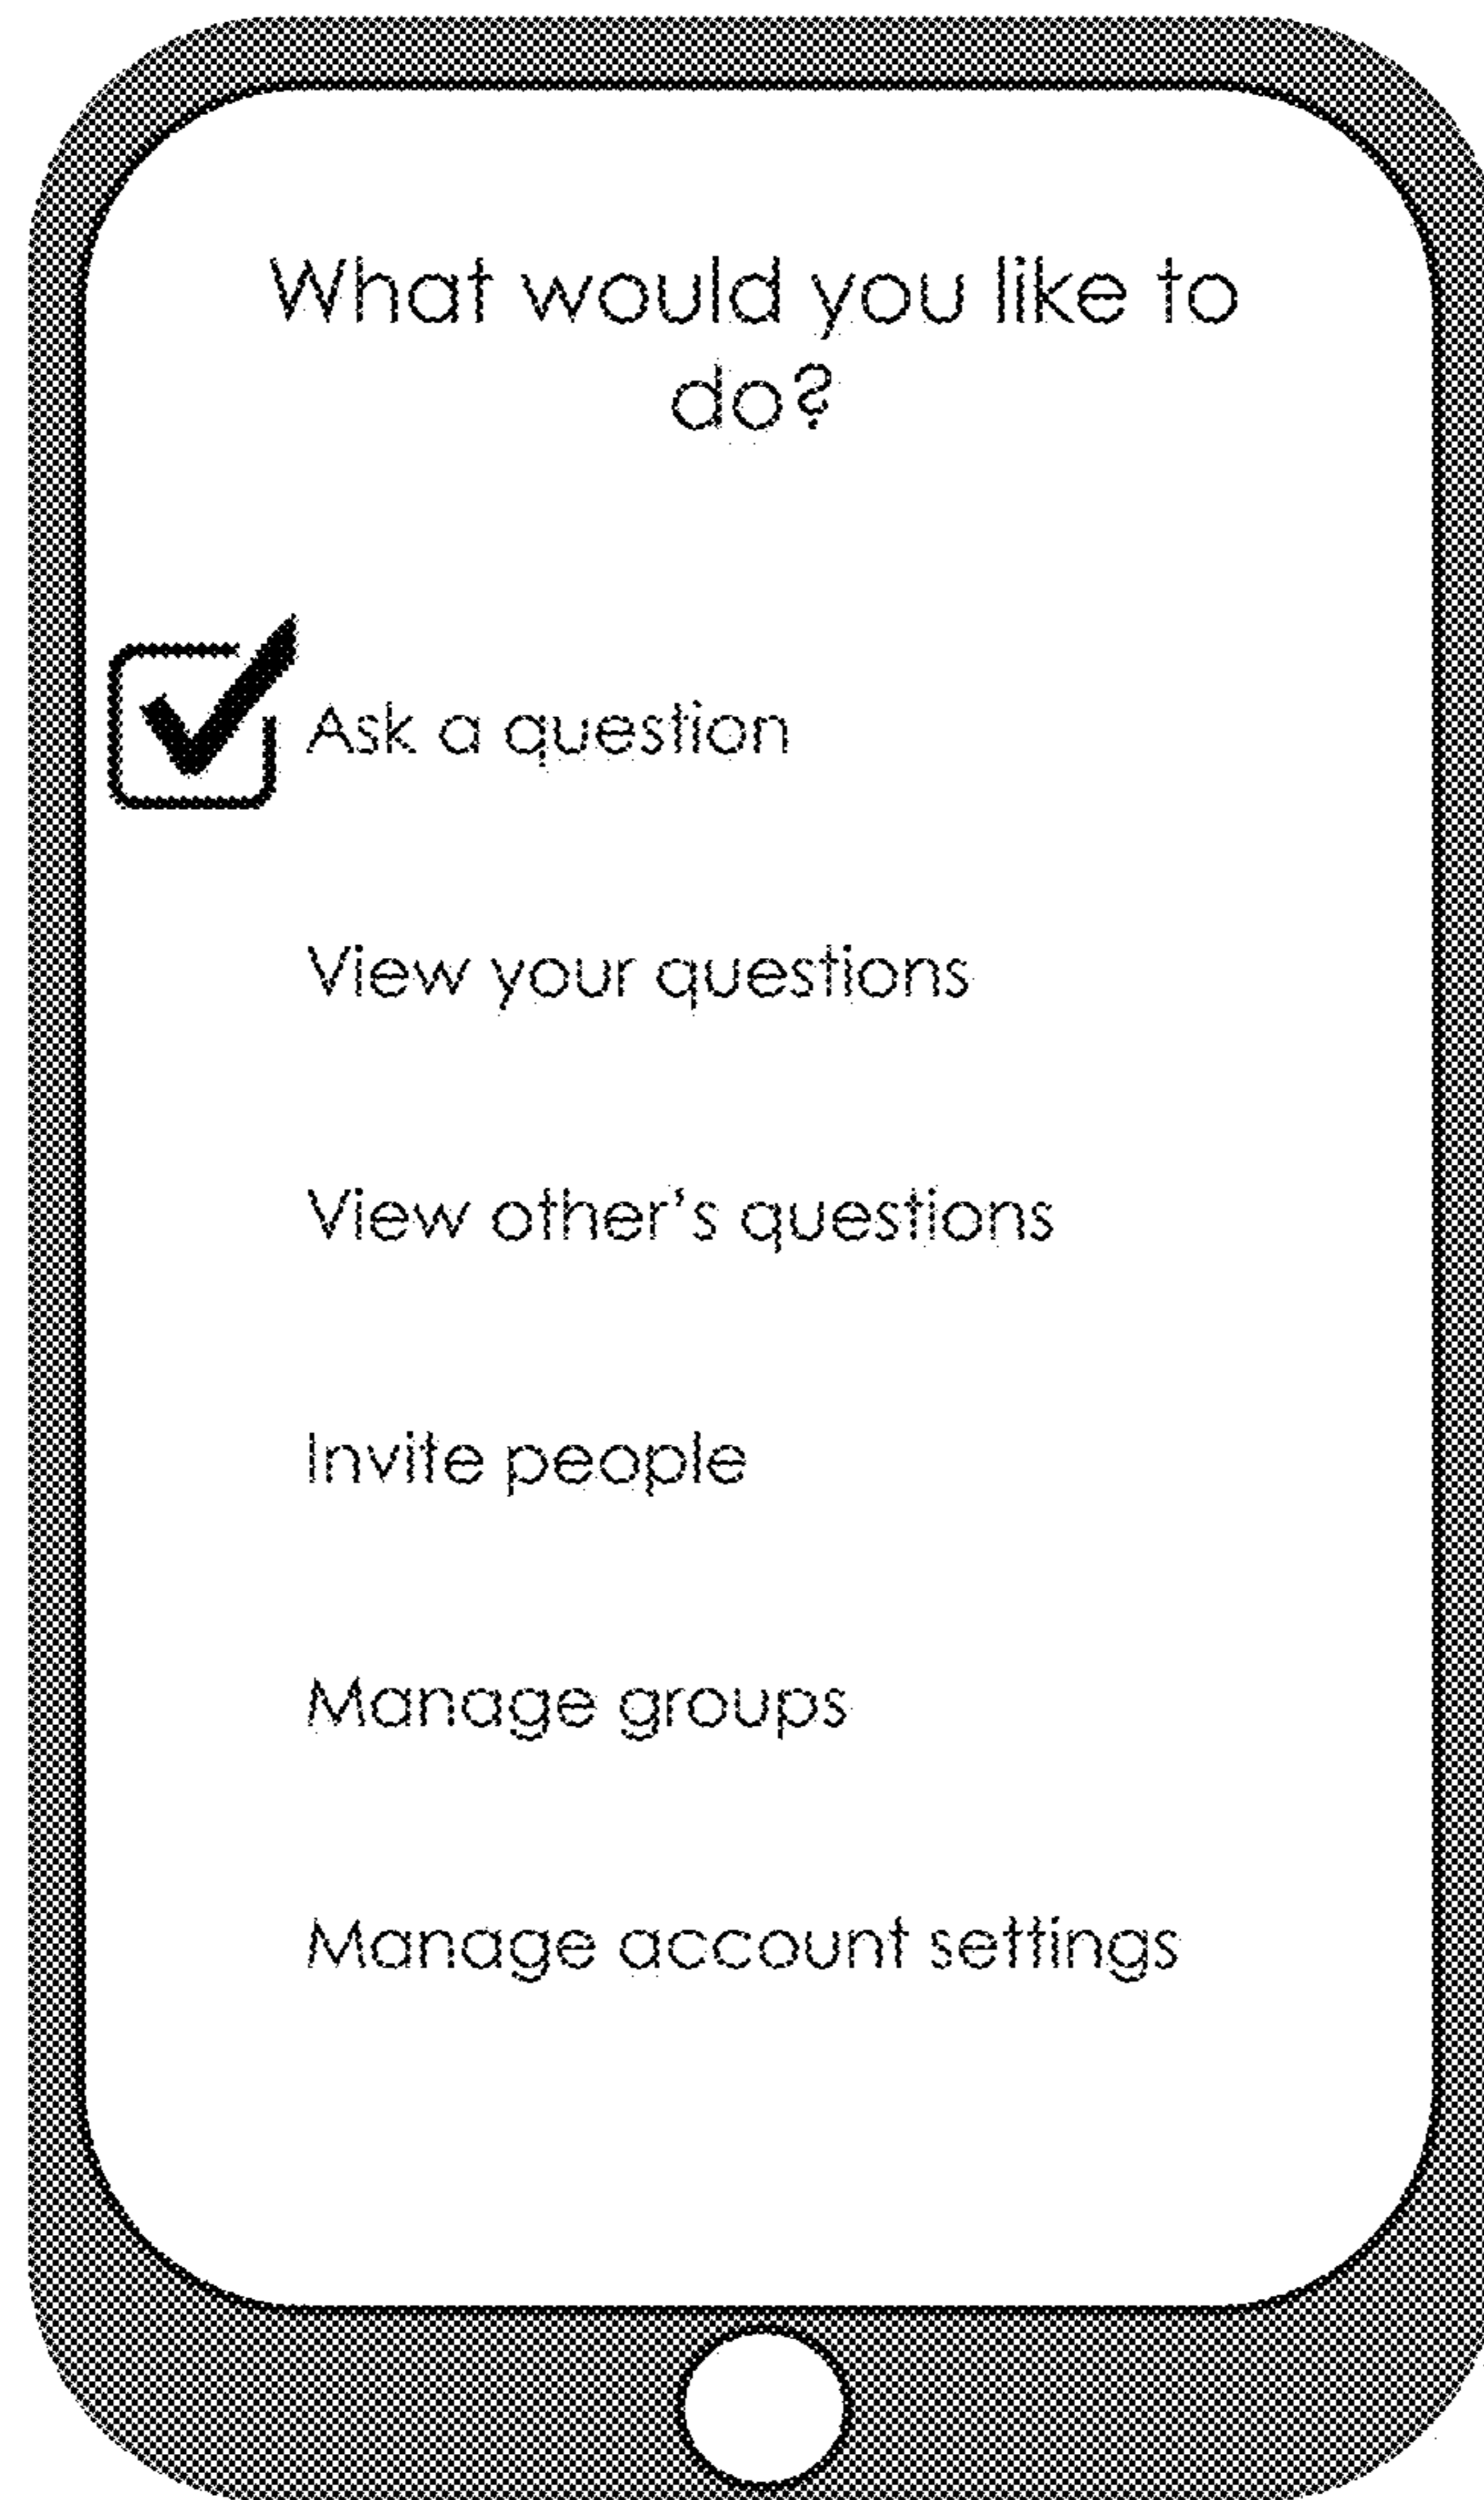 What would you like to
do?
Ask a question
View your questions
View other's questions
Invite people
Manage groups
Manage account settings